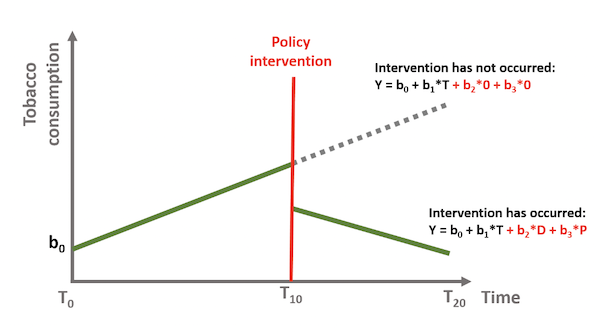 Policy
intervention
Tobacco
consumption
Intervention has not occurred:
Y = b₀ + b₁*T + b₂*0 + b₃*0
Intervention has occurred:
Y = b₀ + b₁*T + b₂*D + b₃*P
b₀
T₀
T₁₀
T₂₀
Time